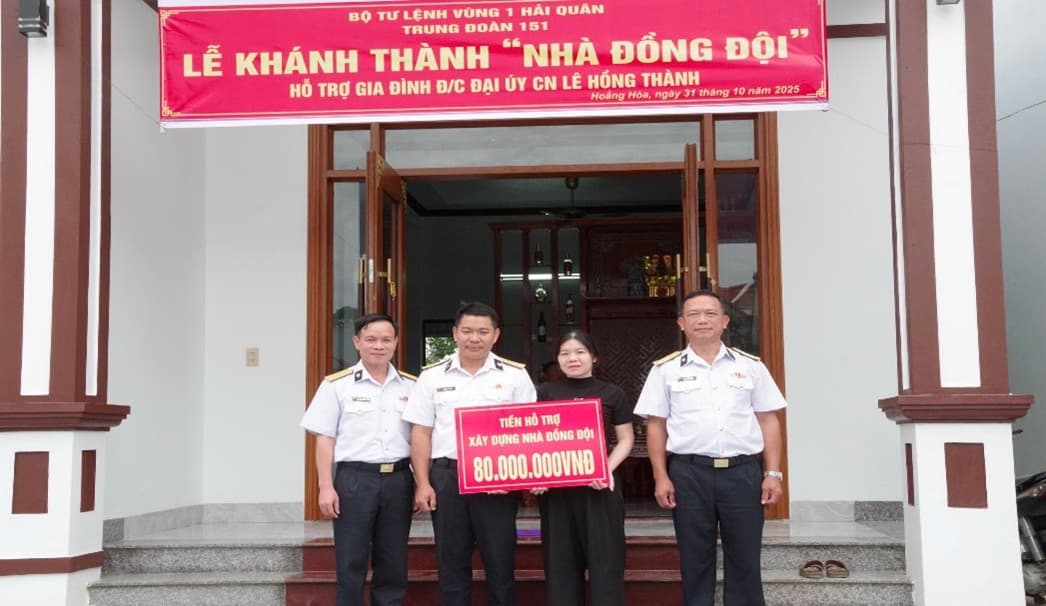 BỘ TƯ LỆNH VÙNG 1 HẢI QUÂN
TRUNG ĐOÀN 151
LỄ KHÁNH THÀNH “NHÀ ĐỒNG ĐỘI”
HỖ TRỢ GIA ĐÌNH Đ/C ĐẠI ÚY CN LÊ HỒNG THÀNH
Hoằng Hóa, ngày 31 tháng 10 năm 2025
TIỀN HỖ TRỢ
XÂY DỰNG NHÀ ĐỒNG ĐỘI
80.000.000VNĐ